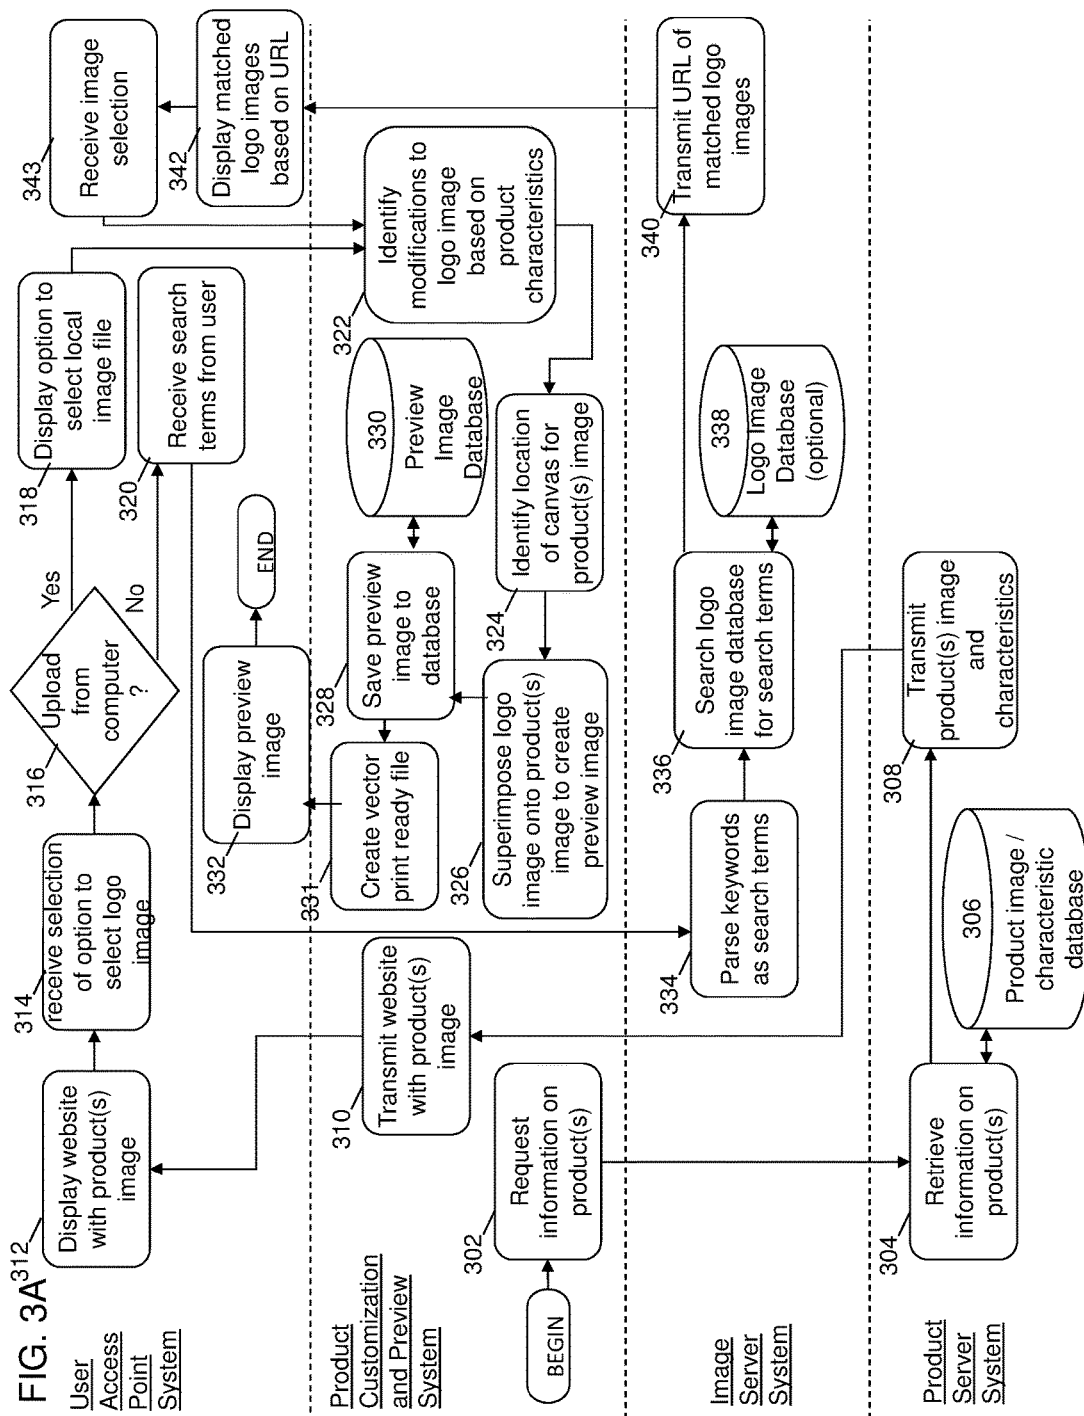 FIG. 3A
User
Access
Point
System
312
Display website
with product(s)
image
314
receive selection
of option to
select logo
image
316
Upload
from
computer
?
Yes
No
318
Display option to
select local
image file
320
Receive search
terms from user
343
Receive image
selection
342
Display matched
logo images
based on URL
332
Display preview
image
END
Product
Customization
and Preview
System
BEGIN
302
Request
information on
product(s)
310
Transmit website
with product(s)
image
331
Create vector
print ready file
328
Save preview
image to
database
330
Preview
Image
Database
322
Identify
modifications to
logo image
based on
product
characteristics
326
Superimpose logo
image onto product(s)
image to create
preview image
324
Identify location
of canvas for
product(s) image
Image
Server
System
334
Parse keywords
as search terms
336
Search logo
image database
for search terms
338
Logo Image
Database
(optional)
340
Transmit URL of
matched logo
images
Product
Server
System
304
Retrieve
information on
product(s)
306
Product image /
characteristic
database
308
Transmit
product(s) image
and
characteristics